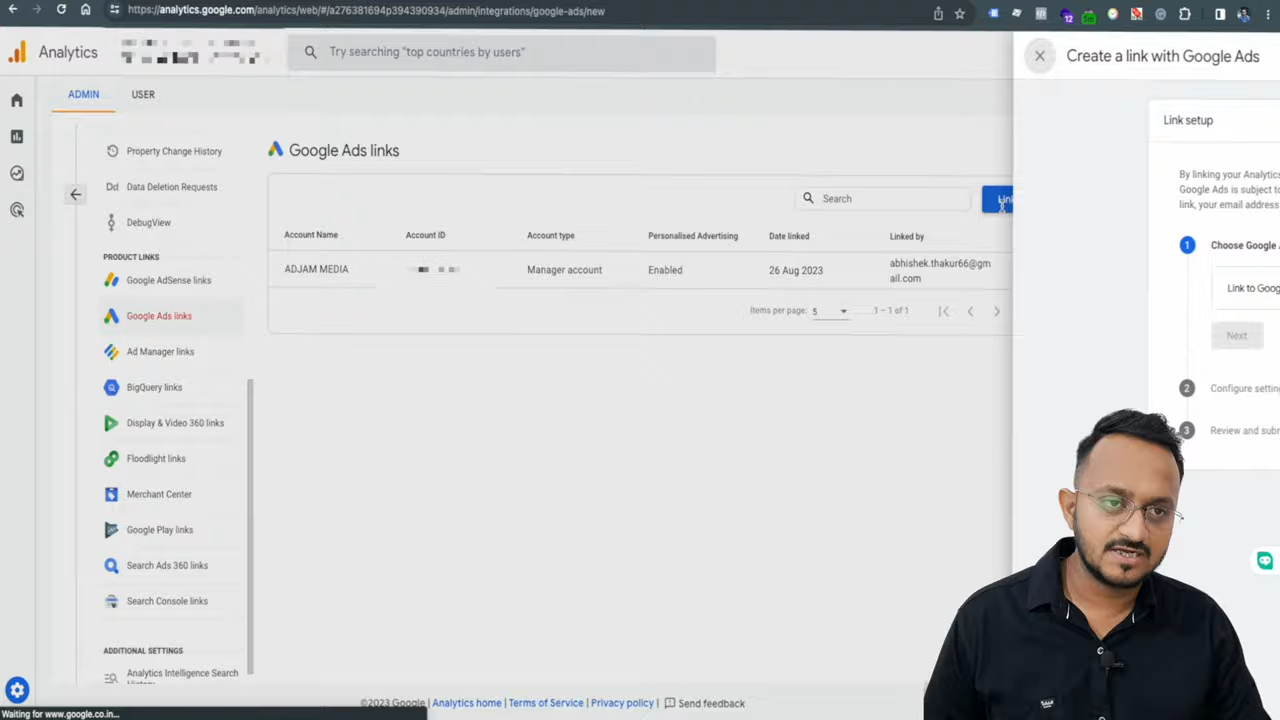 https://analytics.google.com/analytics/web/#/a276381694p394390934/admin/integrations/google-ads/new
12
5m
Analytics
Try searching "top countries by users"
Create a link with Google Ads
ADMIN
USER
Link setup
Property Change History
Google Ads links
Dd
Data Deletion Requests
By linking your Analytics
Google Ads is subject to
link, your email address
Search
Link
DebugView
Account Name
Account ID
Account type
Personalised Advertising
Date linked
Linked by
1
Choose Google
PRODUCT LINKS
ADJAM MEDIA
Manager account
Enabled
26 Aug 2023
abhishek.thakur66@gm
ail.com
Google AdSense links
Link to Goog
Google Ads links
Items per page:
5
1 – 1 of 1
Next
Ad Manager links
BigQuery links
2
Configure setting
Display & Video 360 links
3
Review and subm
Floodlight links
Merchant Center
Google Play links
Search Ads 360 links
Search Console links
ADDITIONAL SETTINGS
Analytics Intelligence Search
History
©2023 Google | Analytics home | Terms of Service | Privacy policy | Send feedback
Waiting for www.google.co.in...